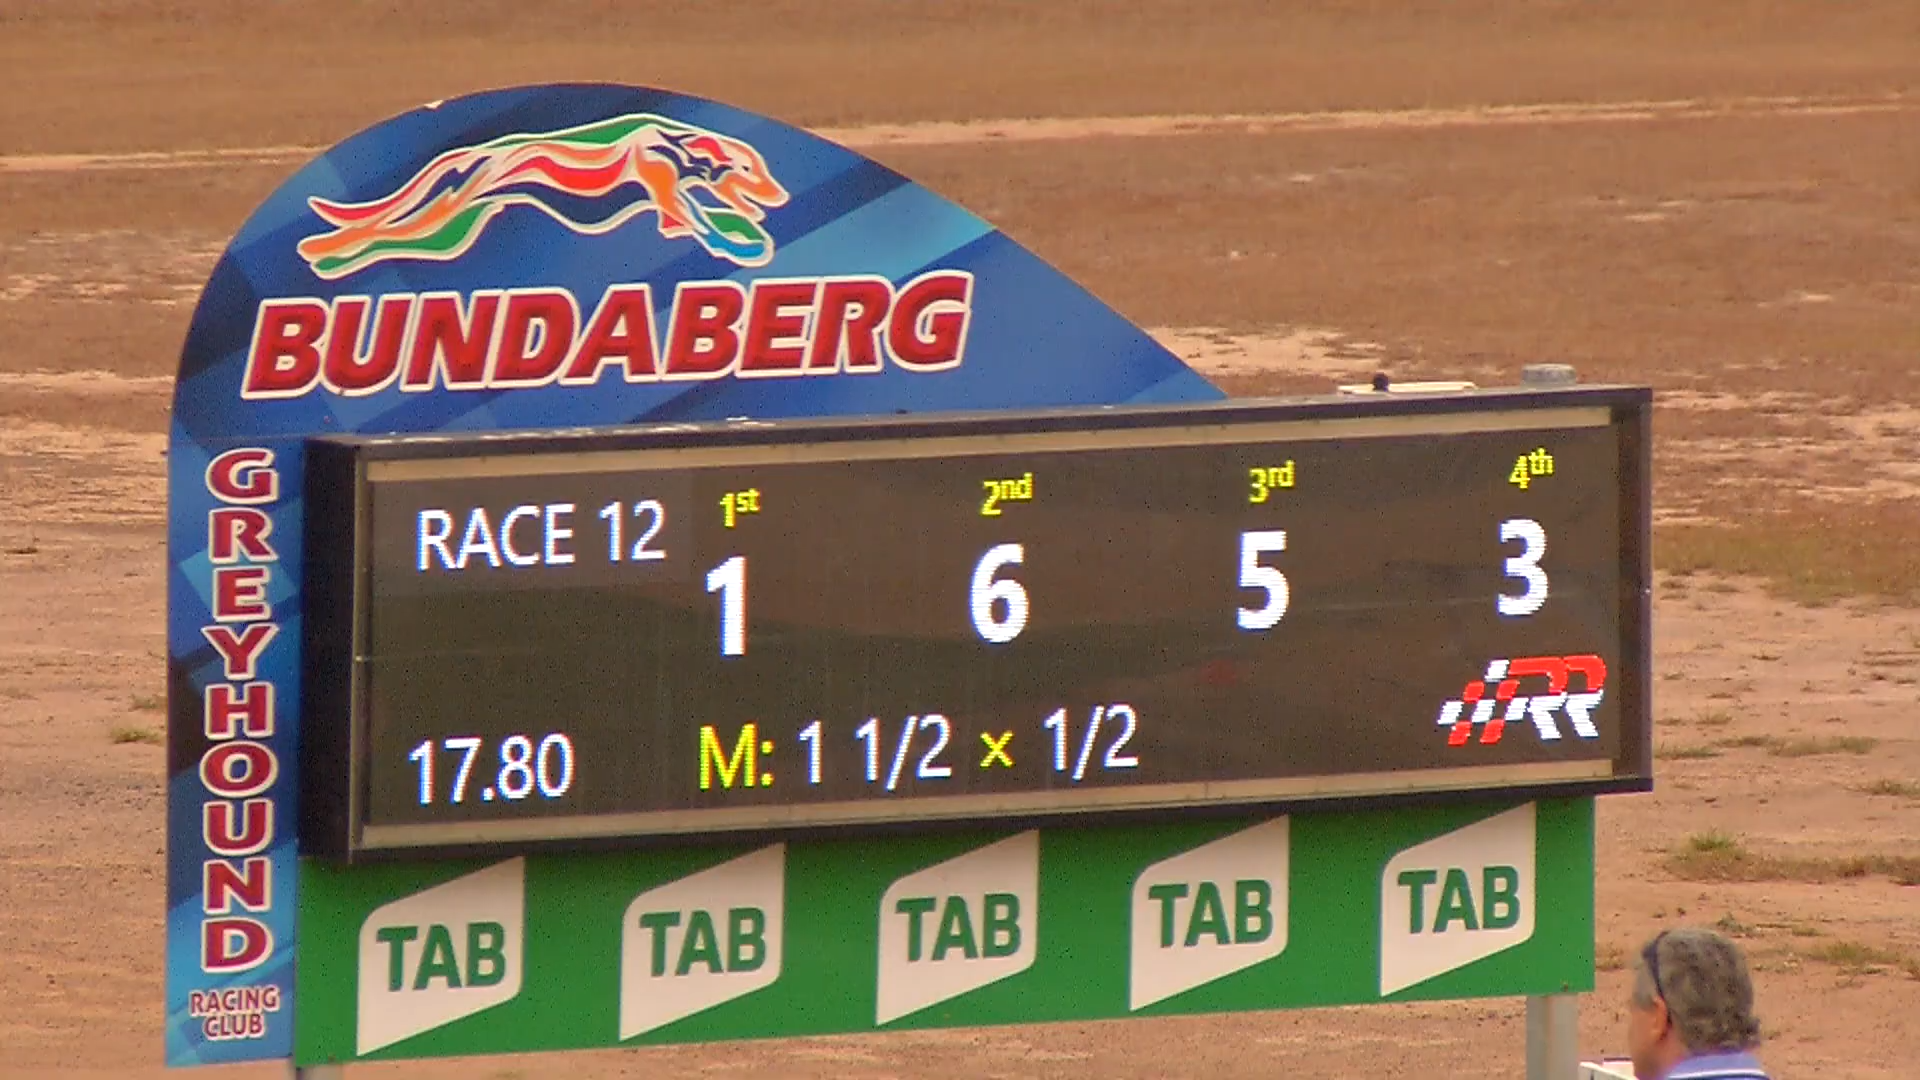 BUNDABERG
GREYHOUND
RACING
CLUB
RACE 12
1st 2nd 3rd 4th
1 6 5 3
17.80 M: 1 1/2 × 1/2
RR
TAB TAB TAB TAB TAB